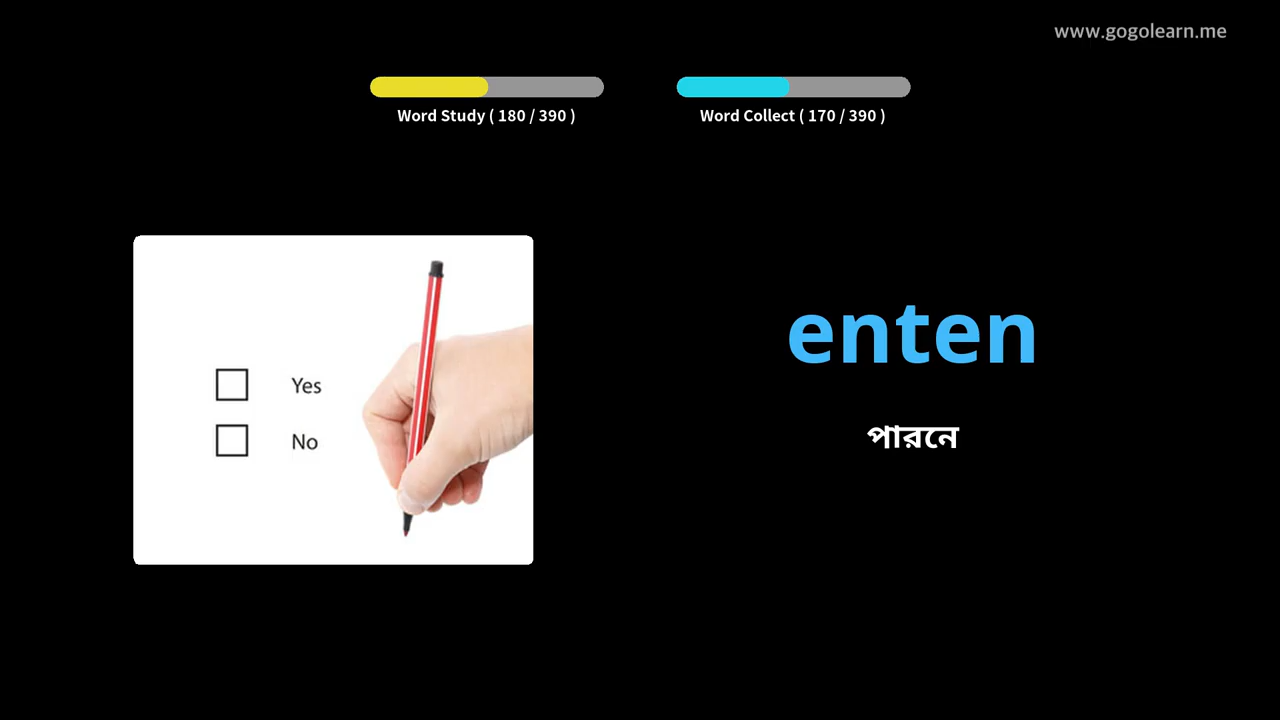 www.gogolearn.me
Word Study ( 180 / 390 )
Word Collect ( 170 / 390 )
Yes
No
enten
পারনে